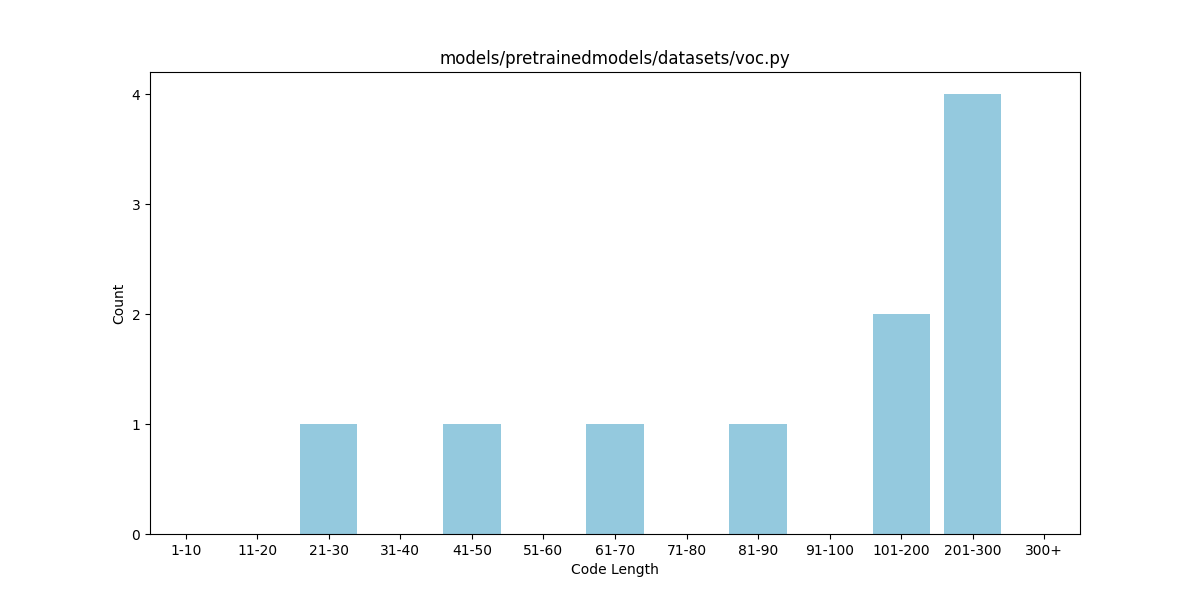 models/pretrainedmodels/datasets/voc.py
4
3
2
1
0
Count
1-10 11-20 21-30 31-40 41-50 51-60 61-70 71-80 81-90 91-100 101-200 201-300 300+
Code Length